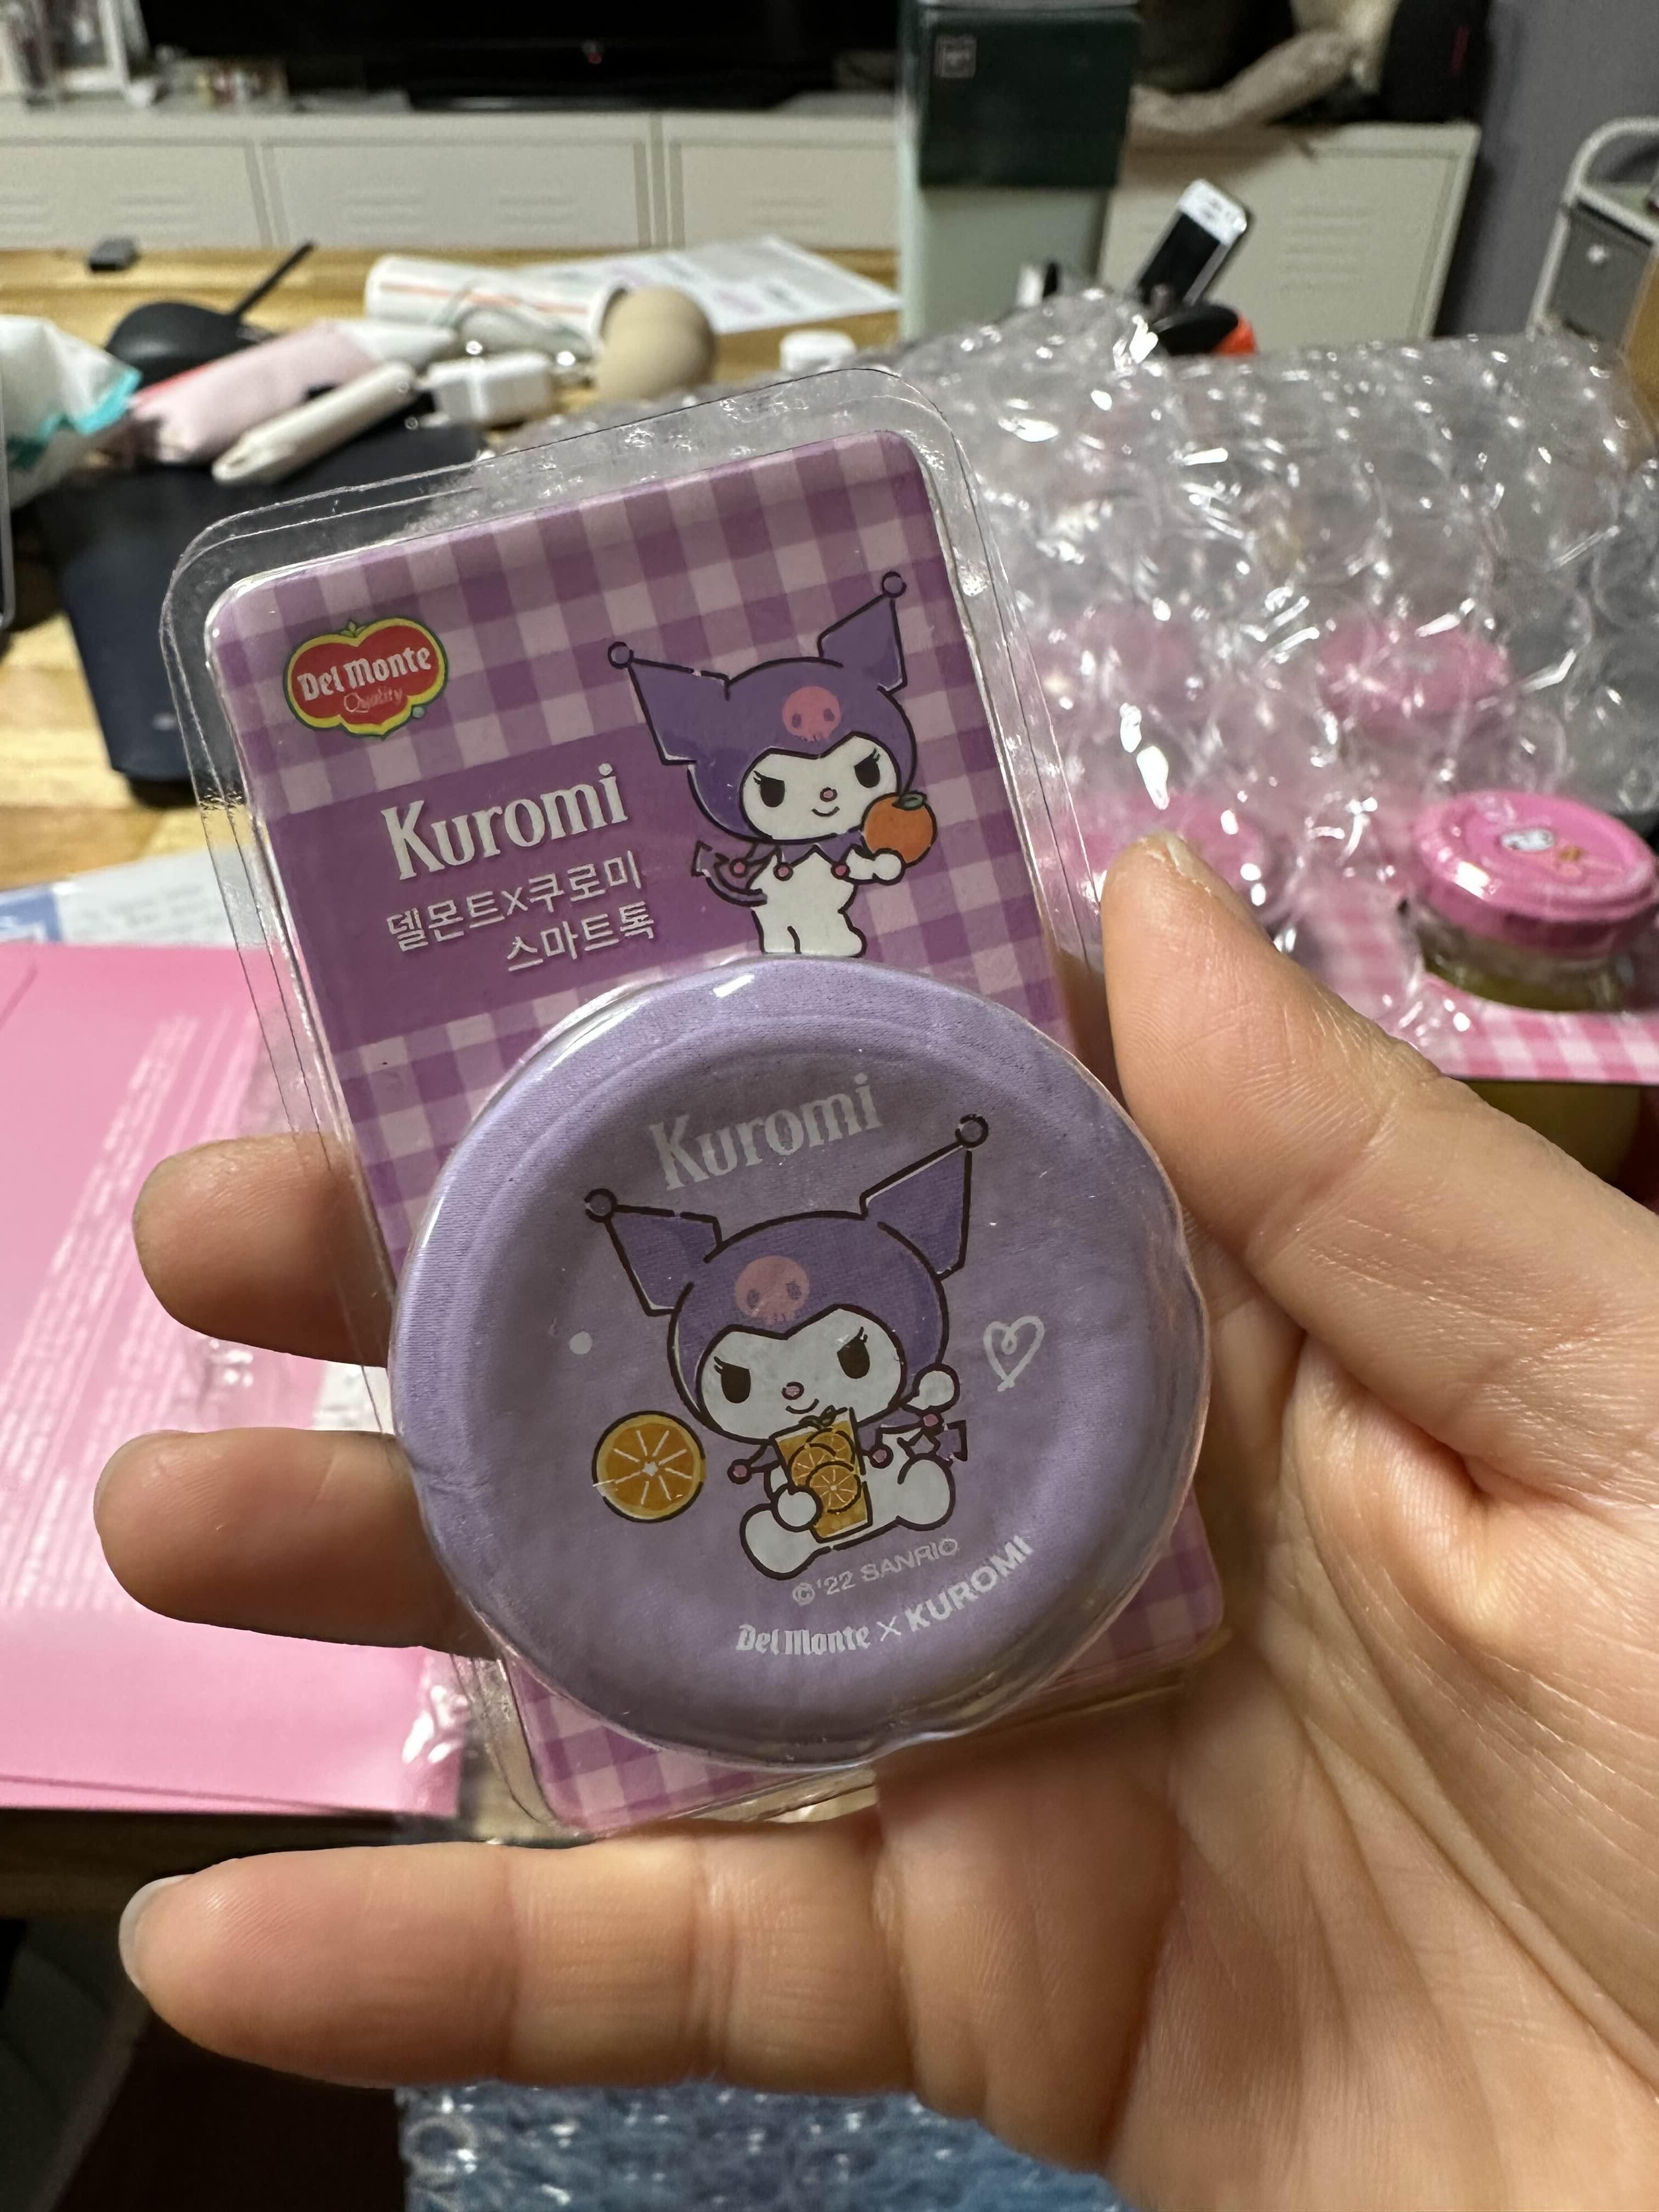 Del Monte
Quality
Kuromi
델몬트X쿠로미
스마트톡
Kuromi
©'22 SANRIO
Del Monte X KUROMI